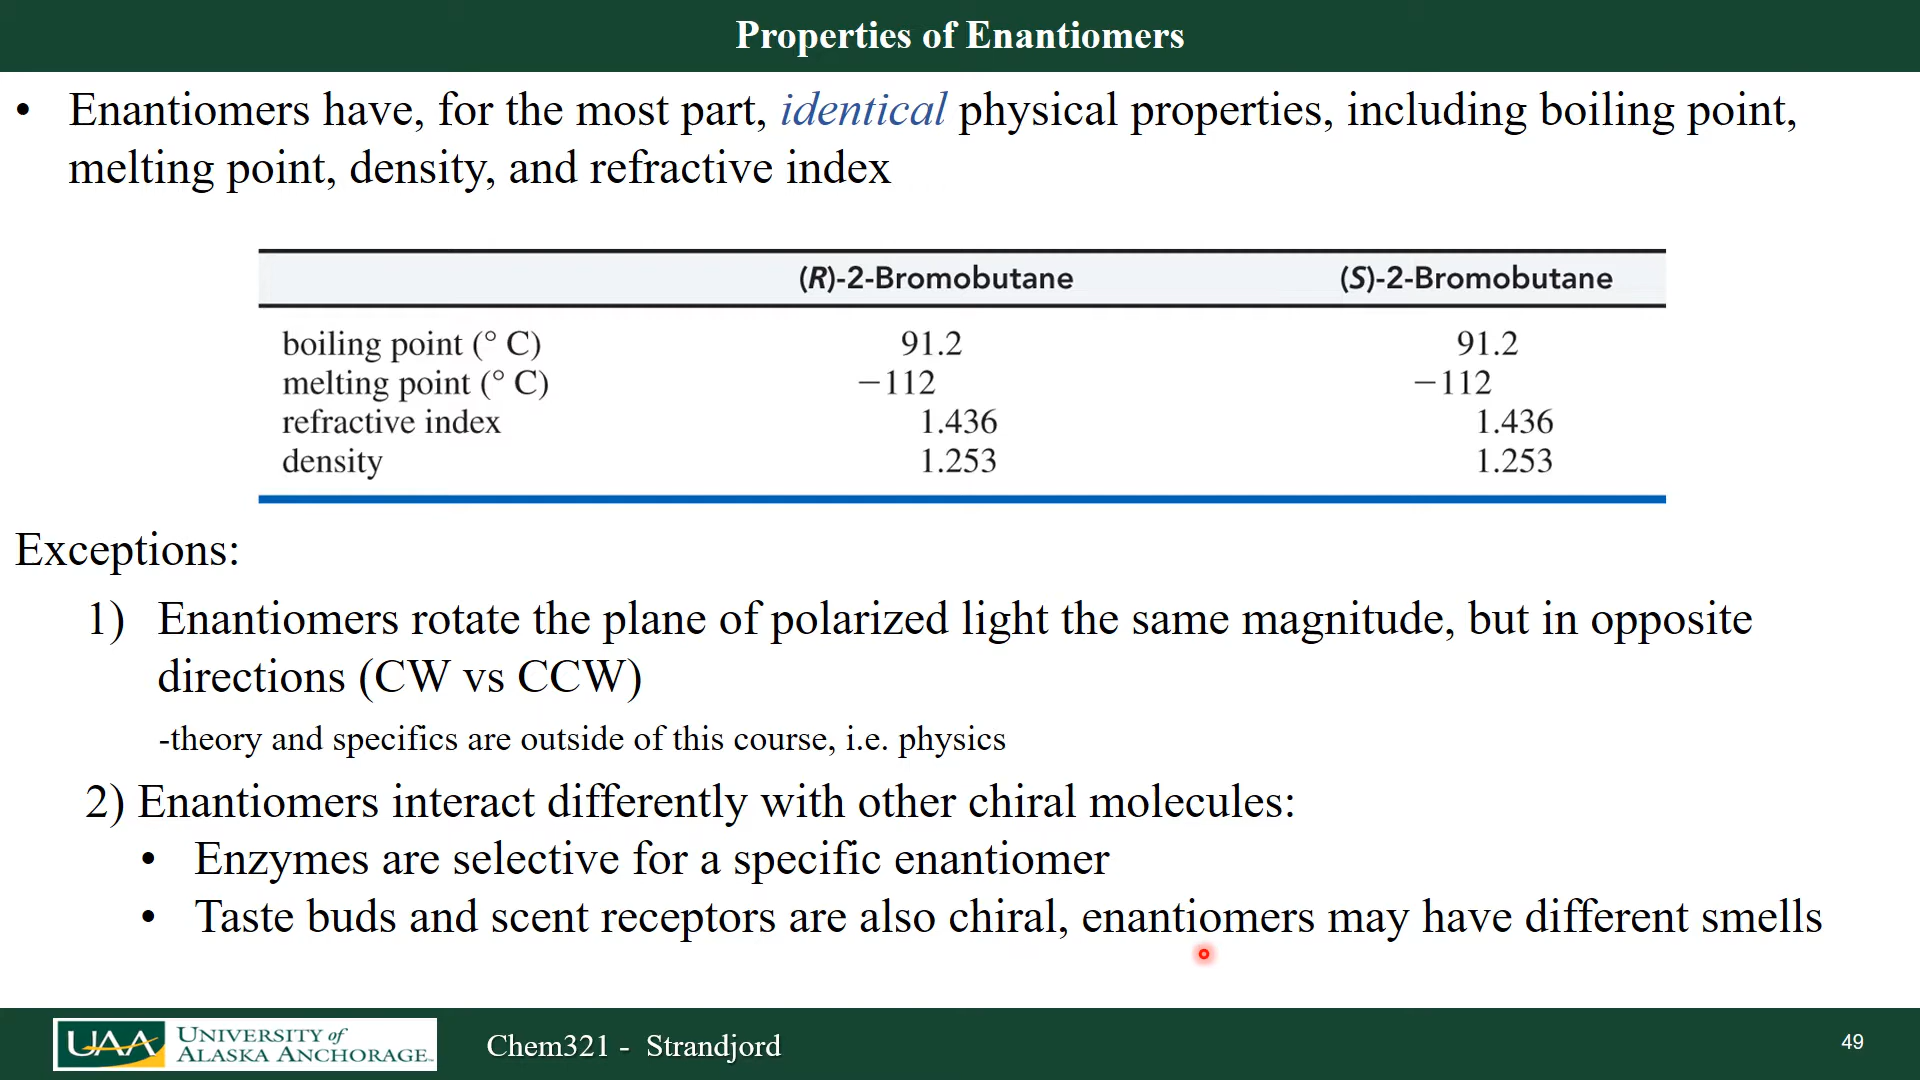 Properties of Enantiomers
• Enantiomers have, for the most part, identical physical properties, including boiling point,
melting point, density, and refractive index
(R)-2-Bromobutane (S)-2-Bromobutane
boiling point (° C) 91.2 91.2
melting point (° C) −112 −112
refractive index 1.436 1.436
density 1.253 1.253
Exceptions:
1) Enantiomers rotate the plane of polarized light the same magnitude, but in opposite
directions (CW vs CCW)
-theory and specifics are outside of this course, i.e. physics
2) Enantiomers interact differently with other chiral molecules:
• Enzymes are selective for a specific enantiomer
• Taste buds and scent receptors are also chiral, enantiomers may have different smells
UAA UNIVERSITY of
ALASKA ANCHORAGE
Chem321 - Strandjord
49